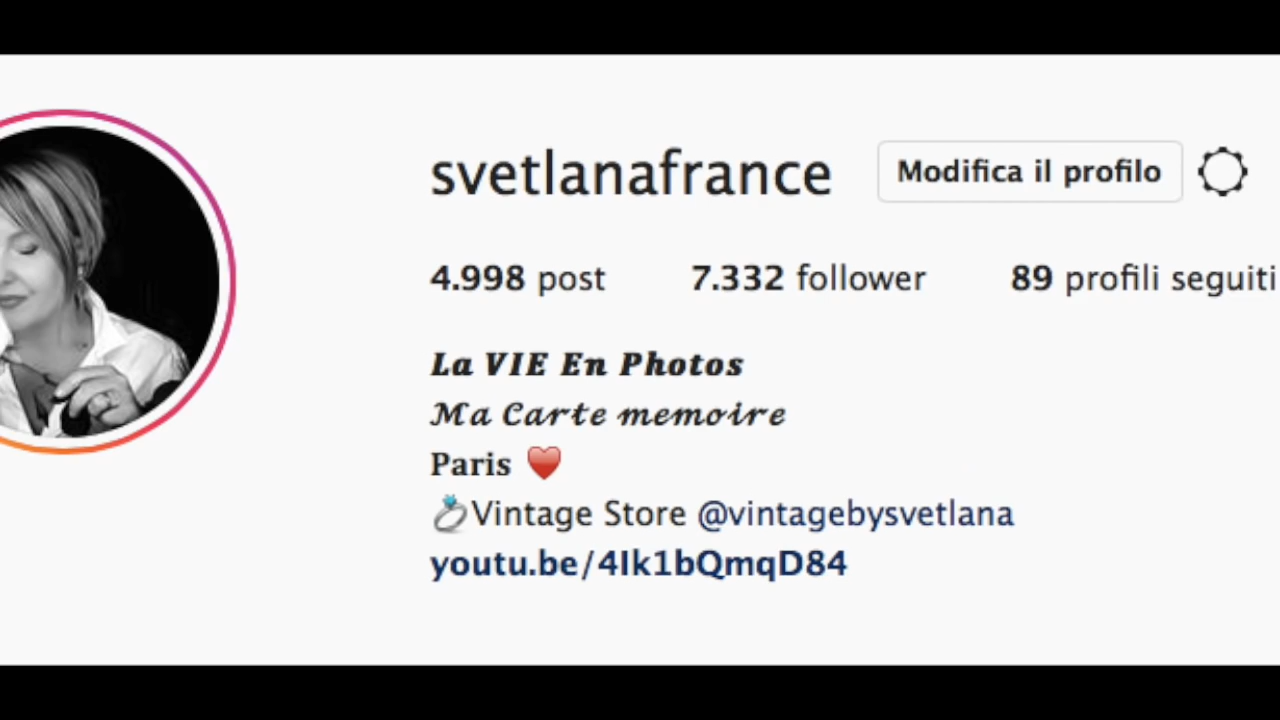 svetlanafrance Modifica il profilo
4.998 post 7.332 follower 89 profili seguiti
La VIE En Photos
Ma Carte memoire
Paris ♥️
💍Vintage Store @vintagebysvetlana
youtu.be/4Ik1bQmqD84